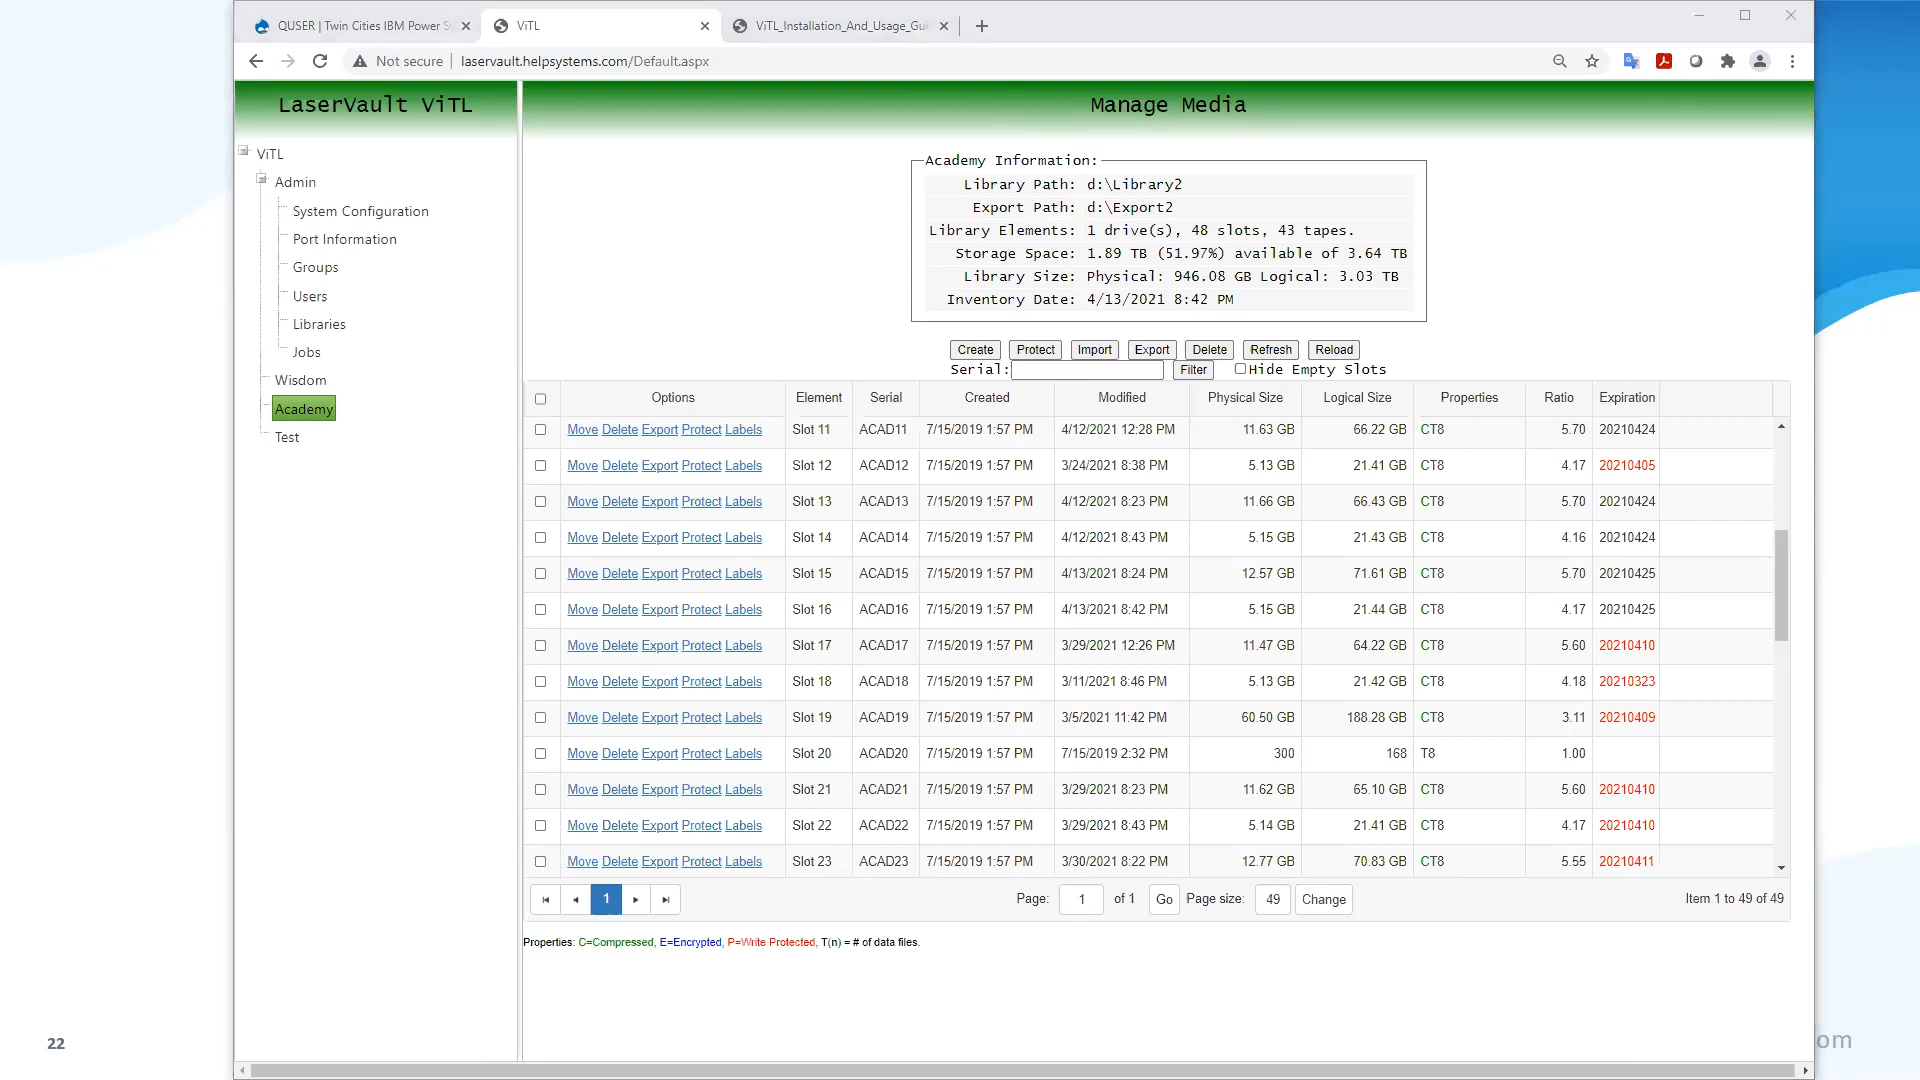 QUSER | Twin Cities IBM Power S
ViTL
ViTL_Installation_And_Usage_Gui
Not secure | laservault.helpsystems.com/Default.aspx
LaserVault ViTL
Manage Media
ViTL
Admin
System Configuration
Port Information
Groups
Users
Libraries
Jobs
Wisdom
Academy
Test
Academy Information:
Library Path: d:\Library2
Export Path: d:\Export2
Library Elements: 1 drive(s), 48 slots, 43 tapes.
Storage Space: 1.89 TB (51.97%) available of 3.64 TB
Library Size: Physical: 946.08 GB Logical: 3.03 TB
Inventory Date: 4/13/2021 8:42 PM
Create Protect Import Export Delete Refresh Reload
Serial: Filter Hide Empty Slots
Options Element Serial Created Modified Physical Size Logical Size Properties Ratio Expiration
Move Delete Export Protect Labels Slot 11 ACAD11 7/15/2019 1:57 PM 4/12/2021 12:28 PM 11.63 GB 66.22 GB CT8 5.70 20210424
Move Delete Export Protect Labels Slot 12 ACAD12 7/15/2019 1:57 PM 3/24/2021 8:38 PM 5.13 GB 21.41 GB CT8 4.17 20210405
Move Delete Export Protect Labels Slot 13 ACAD13 7/15/2019 1:57 PM 4/12/2021 8:23 PM 11.66 GB 66.43 GB CT8 5.70 20210424
Move Delete Export Protect Labels Slot 14 ACAD14 7/15/2019 1:57 PM 4/12/2021 8:43 PM 5.15 GB 21.43 GB CT8 4.16 20210424
Move Delete Export Protect Labels Slot 15 ACAD15 7/15/2019 1:57 PM 4/13/2021 8:24 PM 12.57 GB 71.61 GB CT8 5.70 20210425
Move Delete Export Protect Labels Slot 16 ACAD16 7/15/2019 1:57 PM 4/13/2021 8:42 PM 5.15 GB 21.44 GB CT8 4.17 20210425
Move Delete Export Protect Labels Slot 17 ACAD17 7/15/2019 1:57 PM 3/29/2021 12:26 PM 11.47 GB 64.22 GB CT8 5.60 20210410
Move Delete Export Protect Labels Slot 18 ACAD18 7/15/2019 1:57 PM 3/11/2021 8:46 PM 5.13 GB 21.42 GB CT8 4.18 20210323
Move Delete Export Protect Labels Slot 19 ACAD19 7/15/2019 1:57 PM 3/5/2021 11:42 PM 60.50 GB 188.28 GB CT8 3.11 20210409
Move Delete Export Protect Labels Slot 20 ACAD20 7/15/2019 1:57 PM 7/15/2019 2:32 PM 300 168 T8 1.00
Move Delete Export Protect Labels Slot 21 ACAD21 7/15/2019 1:57 PM 3/29/2021 8:23 PM 11.62 GB 65.10 GB CT8 5.60 20210410
Move Delete Export Protect Labels Slot 22 ACAD22 7/15/2019 1:57 PM 3/29/2021 8:43 PM 5.14 GB 21.41 GB CT8 4.17 20210410
Move Delete Export Protect Labels Slot 23 ACAD23 7/15/2019 1:57 PM 3/30/2021 8:22 PM 12.77 GB 70.83 GB CT8 5.55 20210411
1 Page: 1 of 1 Go Page size: 49 Change Item 1 to 49 of 49
Properties: C=Compressed, E=Encrypted, P=Write Protected, T(n) = # of data files.
22
om